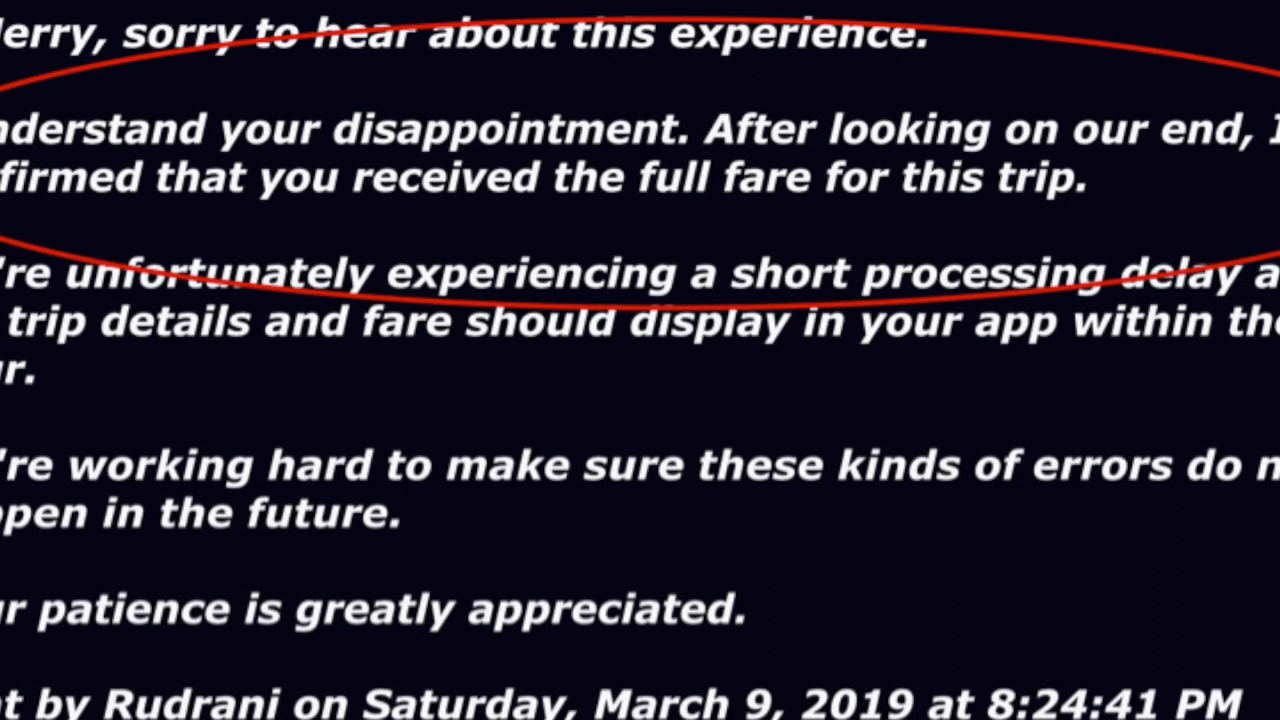 erry, sorry to hear about this experience.
nderstand your disappointment. After looking on our end, I
firmed that you received the full fare for this trip.
're unfortunately experiencing a short processing delay a
trip details and fare should display in your app within the
r.
're working hard to make sure these kinds of errors do n
ppen in the future.
r patience is greatly appreciated.
t by Rudrani on Saturday, March 9, 2019 at 8:24:41 PM